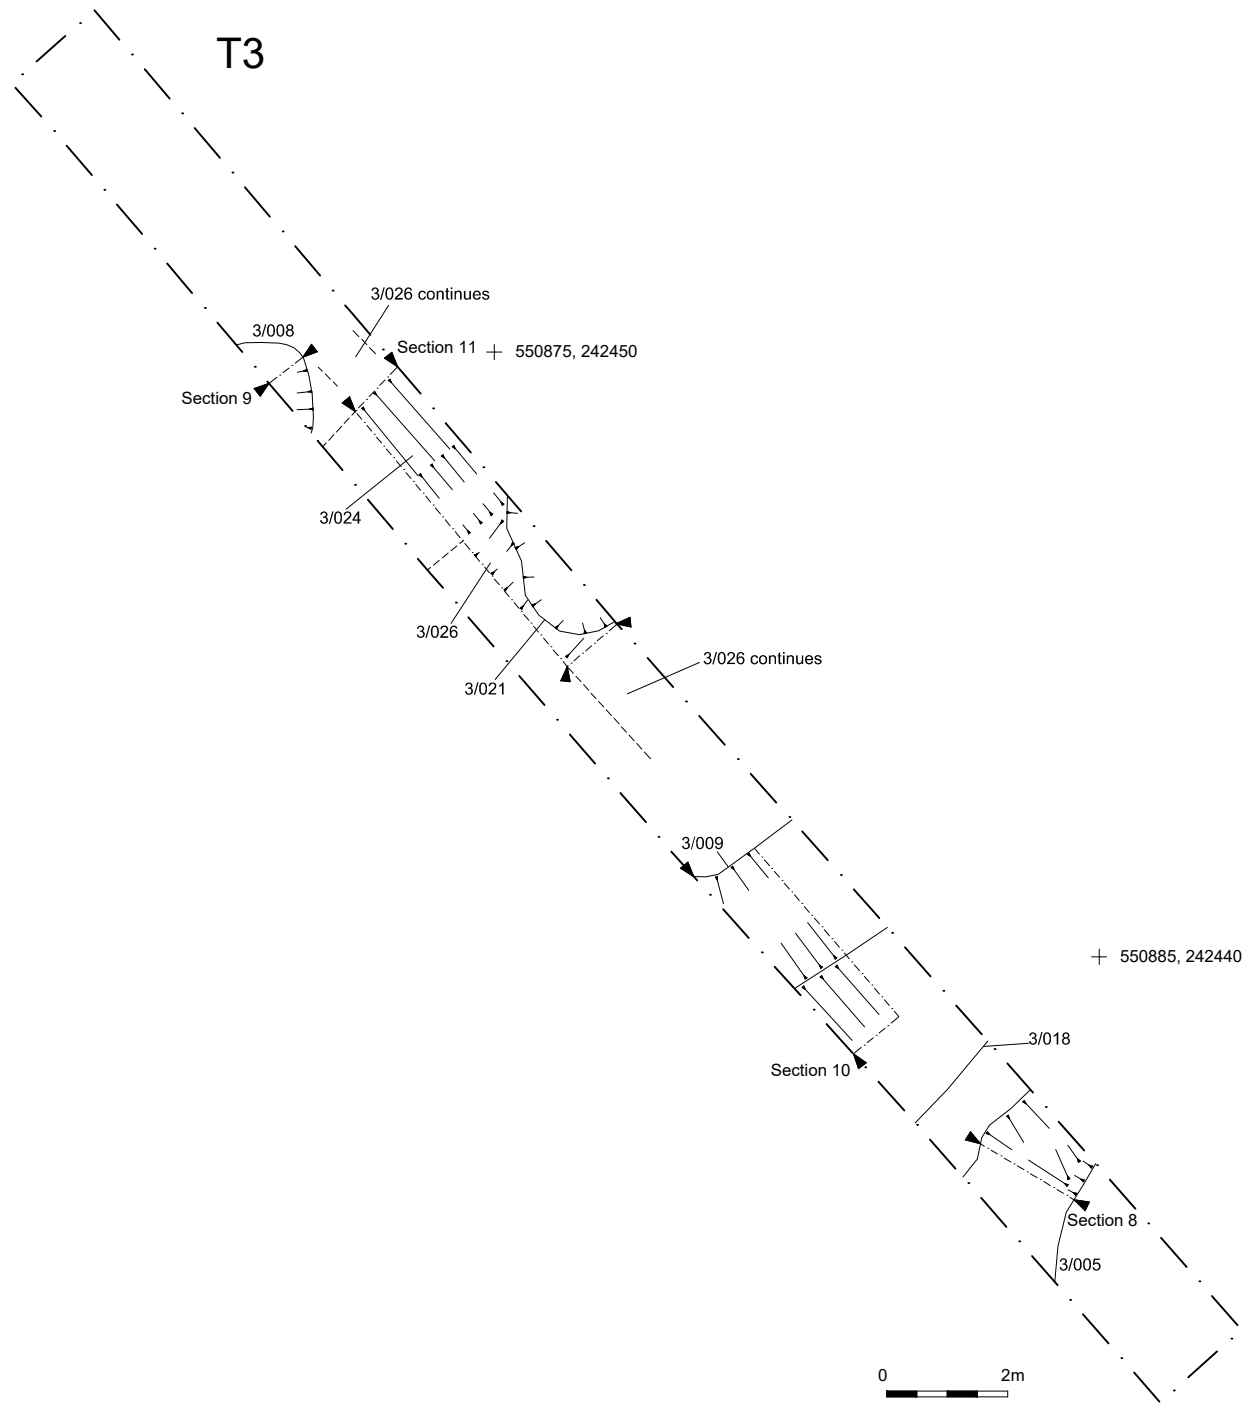 T3
3/026 continues
3/008
Section 11
550875, 242450
Section 9
3/024
3/026
3/021
3/026 continues
3/009
550885, 242440
3/018
Section 10
Section 8
3/005
0
2m